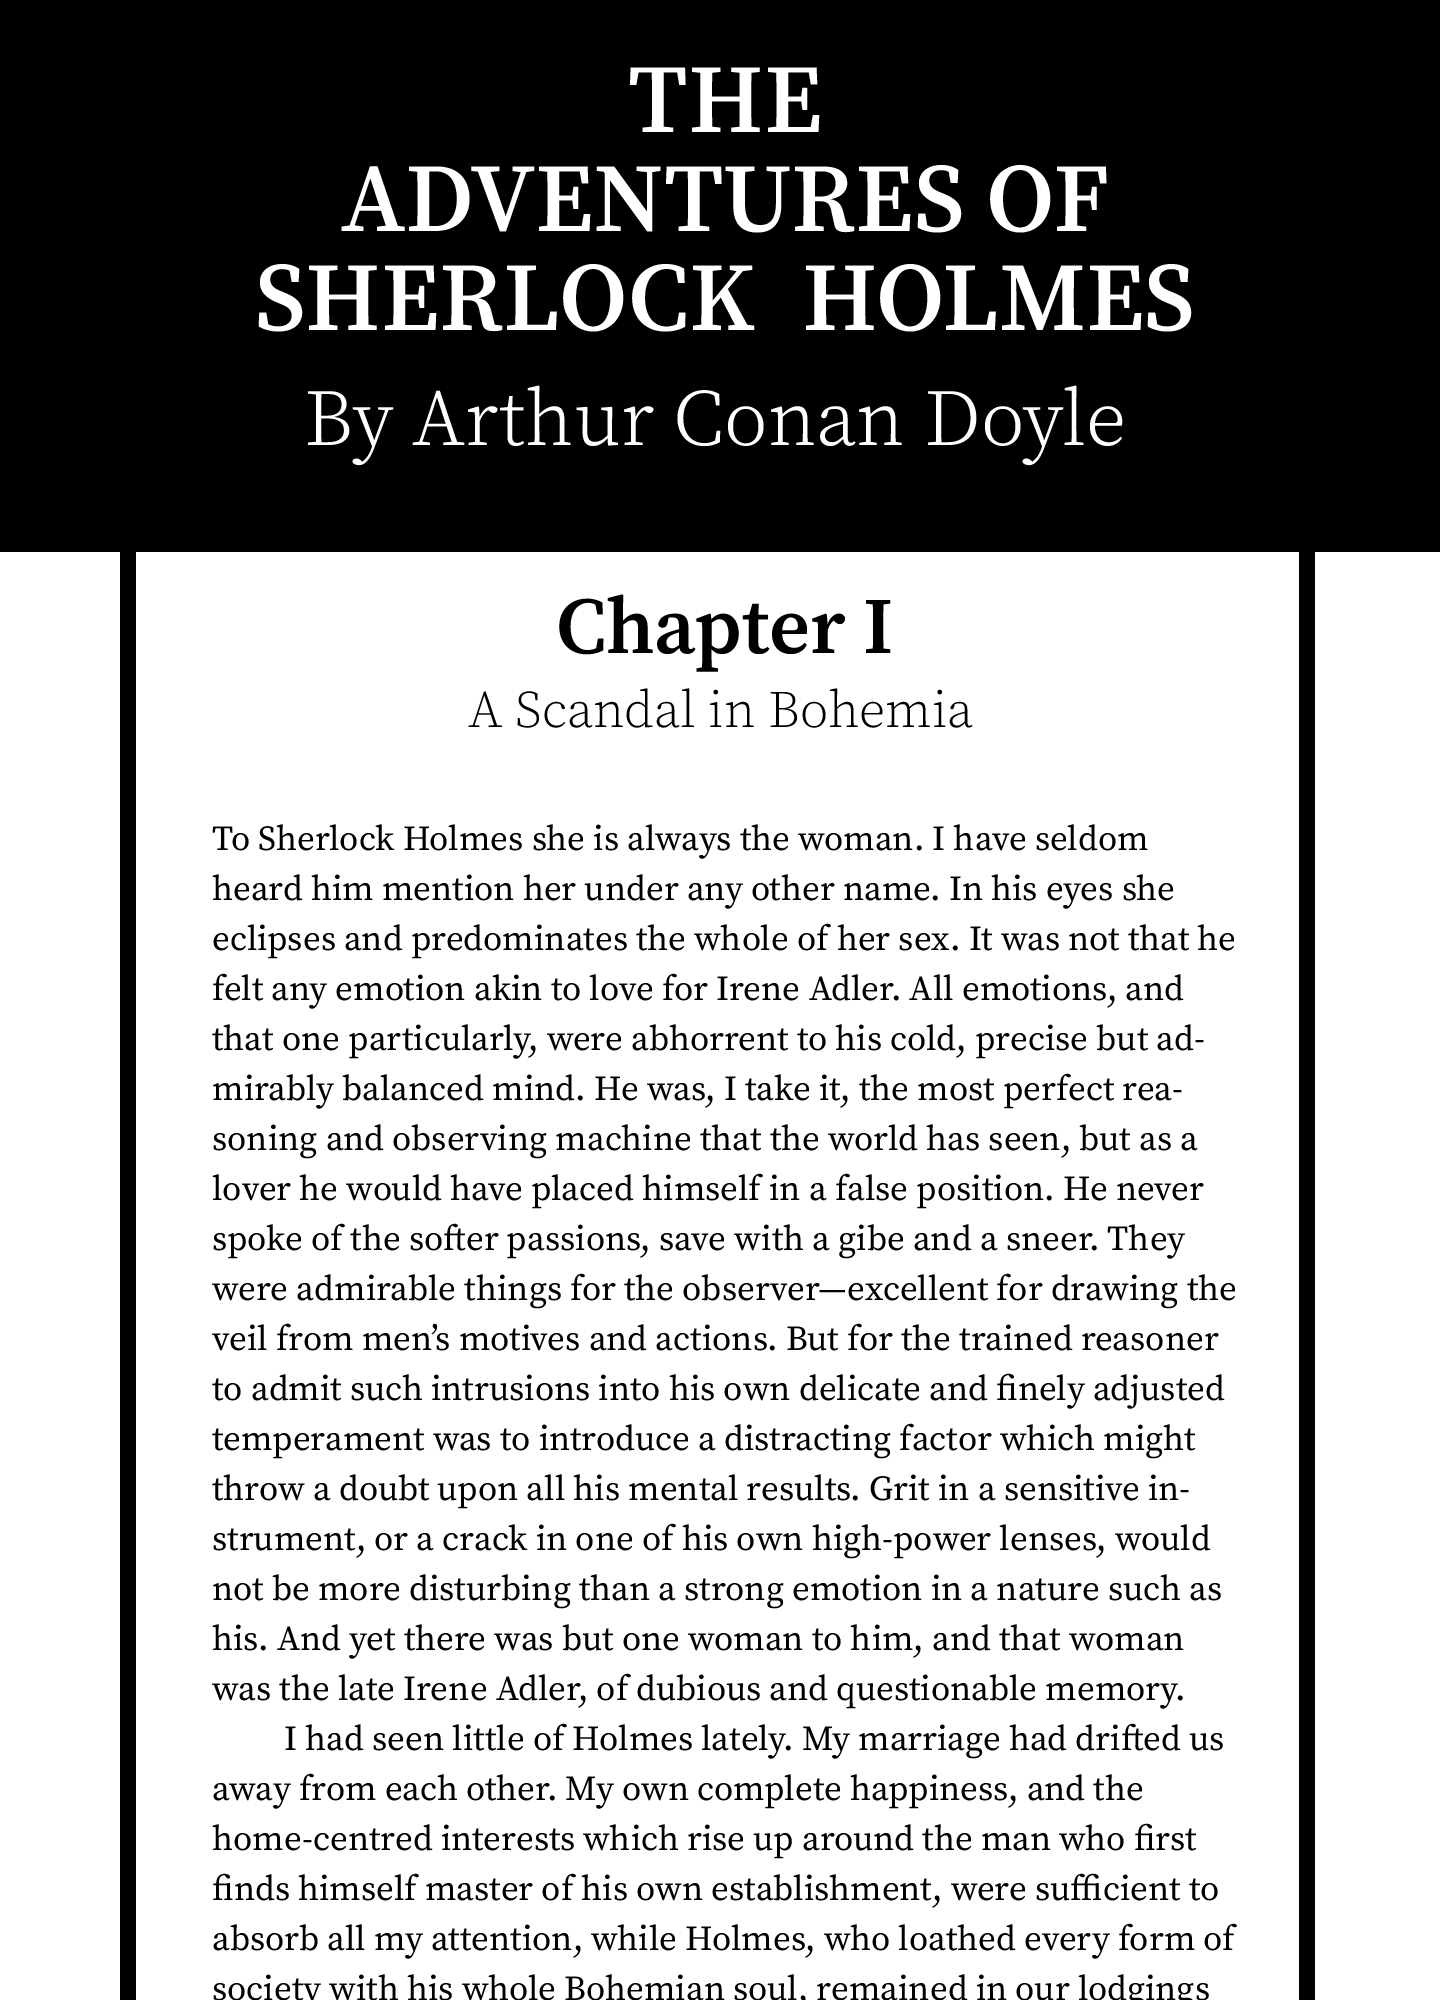 THE
ADVENTURES OF
SHERLOCK HOLMES
By Arthur Conan Doyle
Chapter I
A Scandal in Bohemia
To Sherlock Holmes she is always the woman. I have seldom
heard him mention her under any other name. In his eyes she
eclipses and predominates the whole of her sex. It was not that he
felt any emotion akin to love for Irene Adler. All emotions, and
that one particularly, were abhorrent to his cold, precise but ad-
mirably balanced mind. He was, I take it, the most perfect rea-
soning and observing machine that the world has seen, but as a
lover he would have placed himself in a false position. He never
spoke of the softer passions, save with a gibe and a sneer. They
were admirable things for the observer—excellent for drawing the
veil from men’s motives and actions. But for the trained reasoner
to admit such intrusions into his own delicate and finely adjusted
temperament was to introduce a distracting factor which might
throw a doubt upon all his mental results. Grit in a sensitive in-
strument, or a crack in one of his own high-power lenses, would
not be more disturbing than a strong emotion in a nature such as
his. And yet there was but one woman to him, and that woman
was the late Irene Adler, of dubious and questionable memory.
I had seen little of Holmes lately. My marriage had drifted us
away from each other. My own complete happiness, and the
home-centred interests which rise up around the man who first
finds himself master of his own establishment, were sufficient to
absorb all my attention, while Holmes, who loathed every form of
society with his whole Bohemian soul, remained in our lodgings